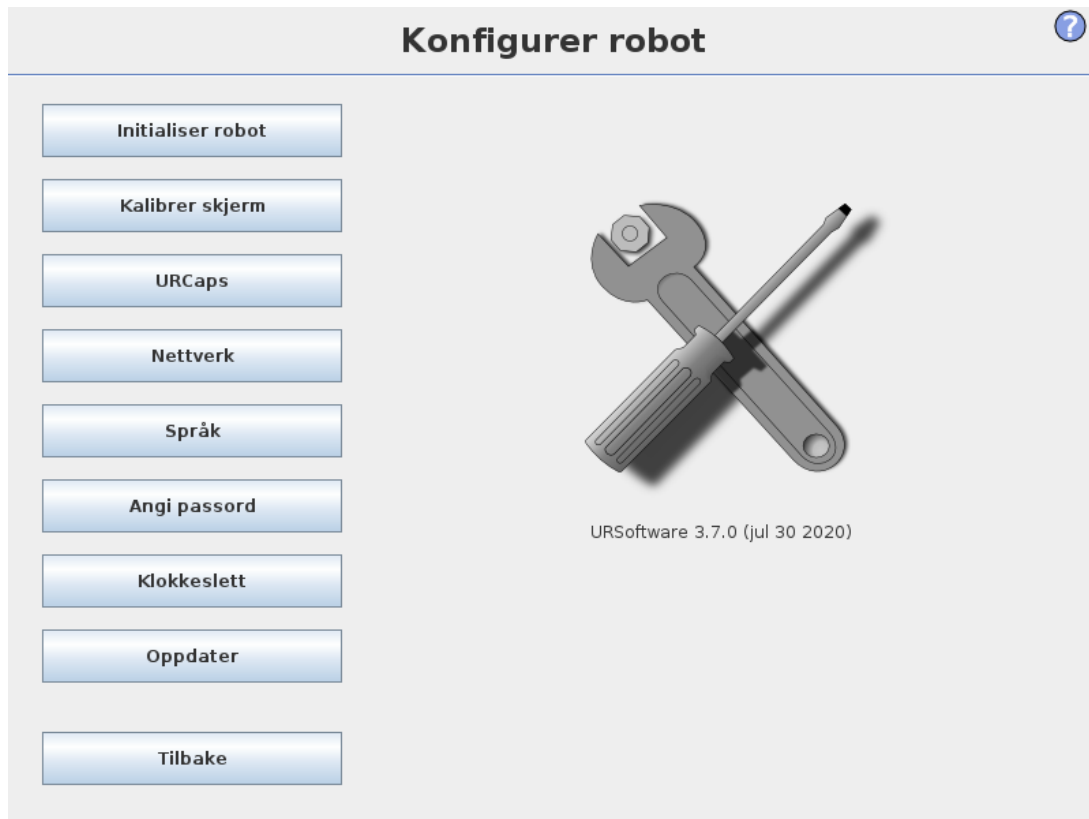 Konfigurer robot
?
Initialiser robot
Kalibrer skjerm
URCaps
Nettverk
Språk
Angi passord
Klokkeslett
Oppdater
Tilbake
URSoftware 3.7.0 (jul 30 2020)